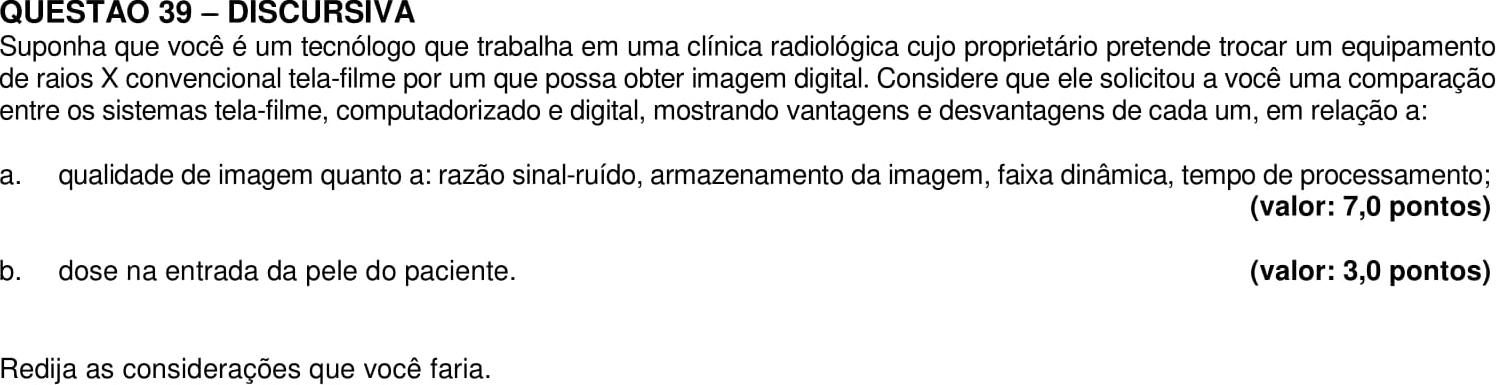 QUESTÃO 39 – DISCURSIVA
Suponha que você é um tecnólogo que trabalha em uma clínica radiológica cujo proprietário pretende trocar um equipamento
de raios X convencional tela-filme por um que possa obter imagem digital. Considere que ele solicitou a você uma comparação
entre os sistemas tela-filme, computadorizado e digital, mostrando vantagens e desvantagens de cada um, em relação a:
a. qualidade de imagem quanto a: razão sinal-ruído, armazenamento da imagem, faixa dinâmica, tempo de processamento;
(valor: 7,0 pontos)
b. dose na entrada da pele do paciente. (valor: 3,0 pontos)
Redija as considerações que você faria.